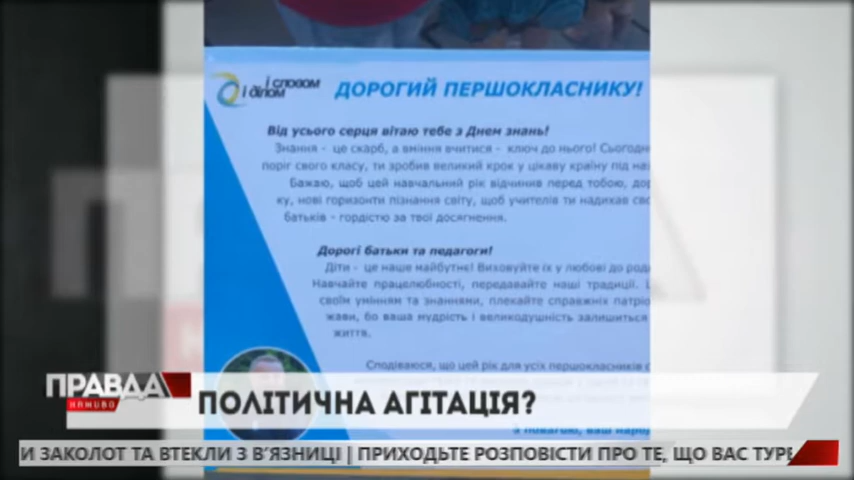 і словом
і ділом
ДОРОГИЙ ПЕРШОКЛАСНИКУ!
Від усього серця вітаю тебе з Днем знань!
Знання - це скарб, а вміння вчитися - ключ до нього! Сьогодн
поріг свого класу, ти зробив великий крок у цікаву країну під на
Бажаю, щоб цей навчальний рік відчинив перед тобою, дор
ку, нові горизонти пізнання світу, щоб учителів ти надихав сво
батьків - гордістю за твої досягнення.
Дорогі батьки та педагоги!
Діти - це наше майбутнє! Виховуйте їх у любові до род
Навчайте працелюбності, передавайте наші традиції.
своїм умінням та знаннями, плекайте справжніх патріо
жави, бо ваша мудрість і великодушність залишиться
життя.
Сподіваюся, що цей рік для усіх першокласників
З повагою, ваш народ
ПРАВДА
НАЖИВО
ПОЛІТИЧНА АГІТАЦІЯ?
И ЗАКОЛОТ ТА ВТЕКЛИ З В'ЯЗНИЦІ | ПРИХОДЬТЕ РОЗПОВІСТИ ПРО ТЕ, ЩО ВАС ТУРБ